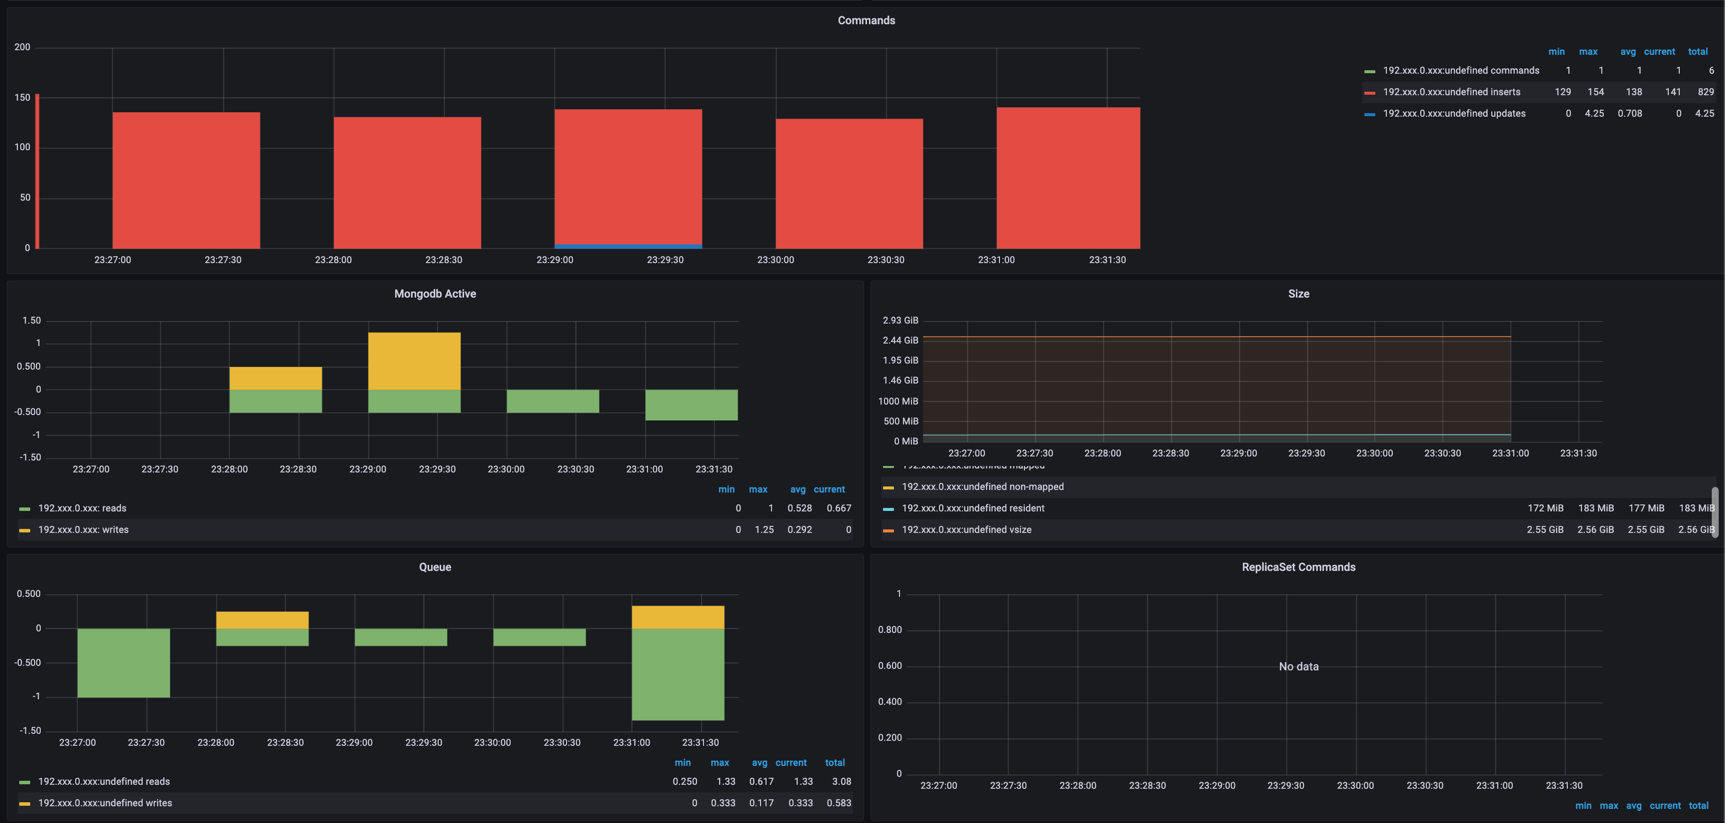 Commands
200
150
100
50
0
23:27:00 23:27:30 23:28:00 23:28:30 23:29:00 23:29:30 23:30:00 23:30:30 23:31:00 23:31:30
min max avg current total
192.xxx.0.xxx:undefined commands 1 1 1 1 6
192.xxx.0.xxx:undefined inserts 129 154 138 141 829
192.xxx.0.xxx:undefined updates 0 4.25 0.708 0 4.25
Mongodb Active
1.50
1
0.500
0
-0.500
-1
-1.50
23:27:00 23:27:30 23:28:00 23:28:30 23:29:00 23:29:30 23:30:00 23:30:30 23:31:00 23:31:30
min max avg current
192.xxx.0.xxx: reads 0 1 0.528 0.667
192.xxx.0.xxx: writes 0 1.25 0.292 0
Size
2.93 GiB
2.44 GiB
1.95 GiB
1.46 GiB
1000 MiB
500 MiB
0 MiB
23:27:00 23:27:30 23:28:00 23:28:30 23:29:00 23:29:30 23:30:00 23:30:30 23:31:00 23:31:30
192.xxx.0.xxx:undefined mapped
192.xxx.0.xxx:undefined non-mapped
192.xxx.0.xxx:undefined resident 172 MiB 183 MiB 177 MiB 183 MiB
192.xxx.0.xxx:undefined vsize 2.55 GiB 2.56 GiB 2.55 GiB 2.56 GiB
Queue
0.500
0
-0.500
-1
-1.50
23:27:00 23:27:30 23:28:00 23:28:30 23:29:00 23:29:30 23:30:00 23:30:30 23:31:00 23:31:30
min max avg current total
192.xxx.0.xxx:undefined reads 0.250 1.33 0.617 1.33 3.08
192.xxx.0.xxx:undefined writes 0 0.333 0.117 0.333 0.583
ReplicaSet Commands
1
0.800
0.600
0.400
0.200
0
No data
23:27:00 23:27:30 23:28:00 23:28:30 23:29:00 23:29:30 23:30:00 23:30:30 23:31:00 23:31:30
min max avg current total